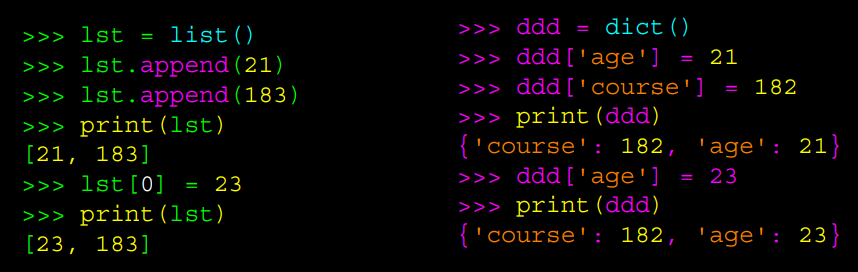 >>> lst = list()
>>> lst.append(21)
>>> lst.append(183)
>>> print(lst)
[21, 183]
>>> lst[0] = 23
>>> print(lst)
[23, 183]
>>> ddd = dict()
>>> ddd['age'] = 21
>>> ddd['course'] = 182
>>> print(ddd)
{'course': 182, 'age': 21}
>>> ddd['age'] = 23
>>> print(ddd)
{'course': 182, 'age': 23}